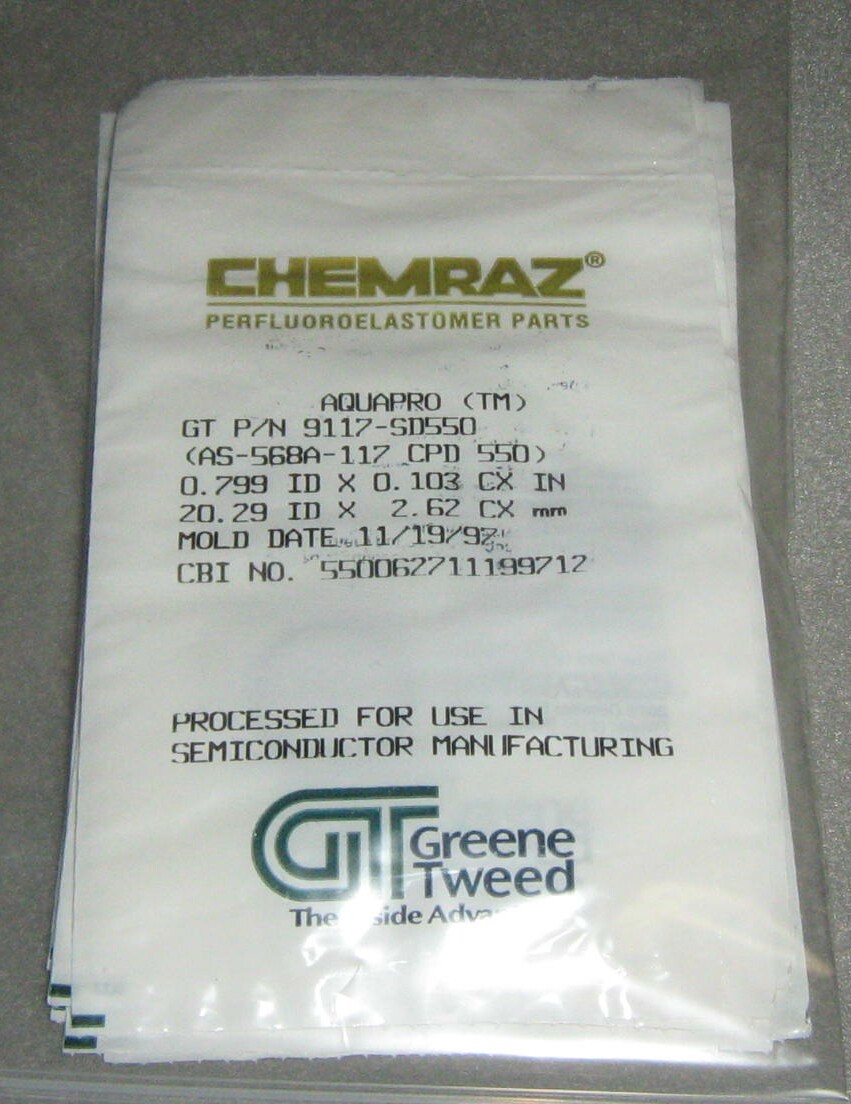 CHEMRAZ®
PERFLUOROELASTOMER PARTS
AQUAPRO (TM)
GT P/N 9117-SD550
(AS-568A-117 CPD 550)
0.799 ID X 0.103 CX IN
20.29 ID X 2.62 CX mm
MOLD DATE 11/19/97
CBI NO. 550062711199712
PROCESSED FOR USE IN
SEMICONDUCTOR MANUFACTURING
GT Greene
Tweed
The